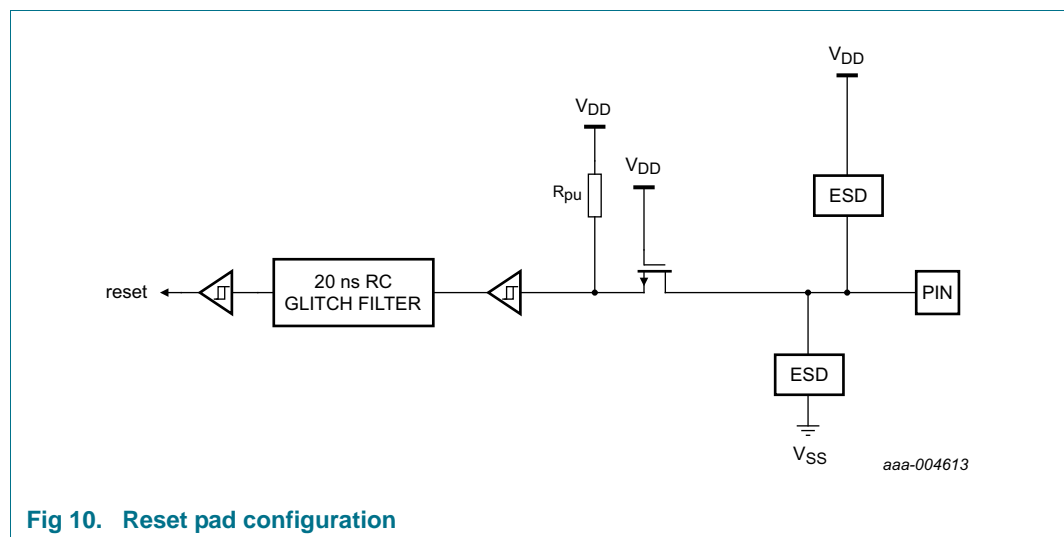 VDD
VDD
VDD
Rpu
ESD
reset
20 ns RC
GLITCH FILTER
PIN
ESD
VSS
aaa-004613
Fig 10. Reset pad configuration